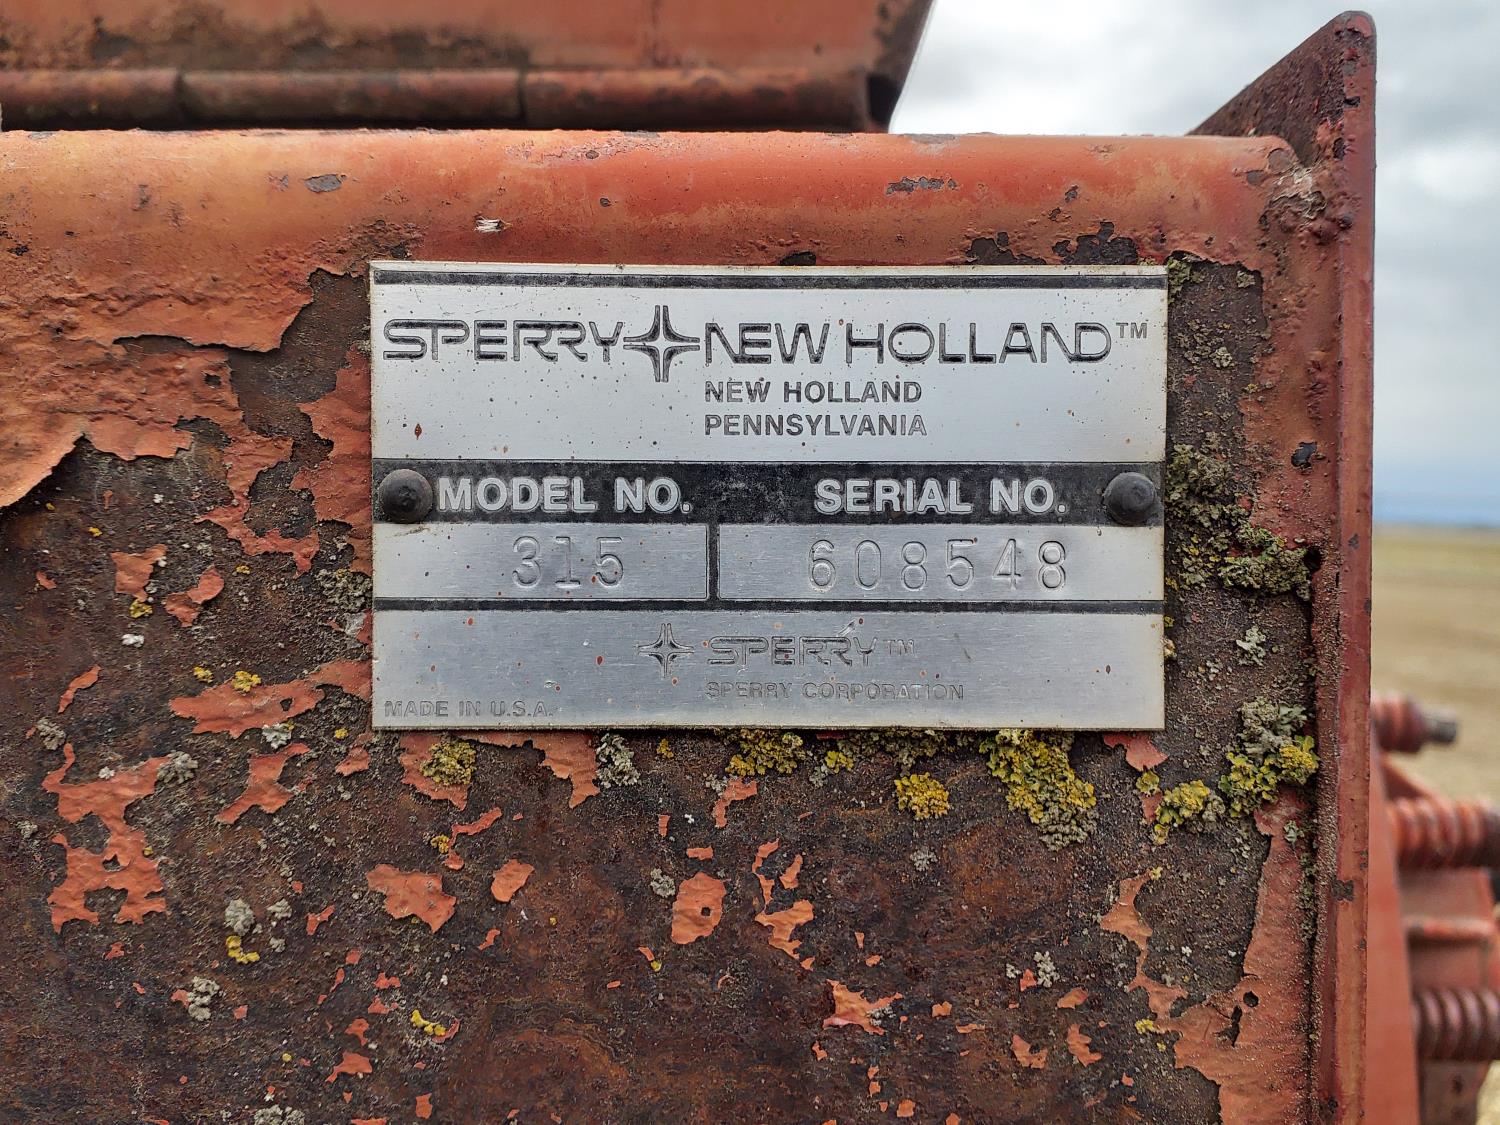 SPERRY NEW HOLLAND™
NEW HOLLAND
PENNSYLVANIA
MODEL NO. SERIAL NO.
315 608548
SPERRY™
SPERRY CORPORATION
MADE IN U.S.A.